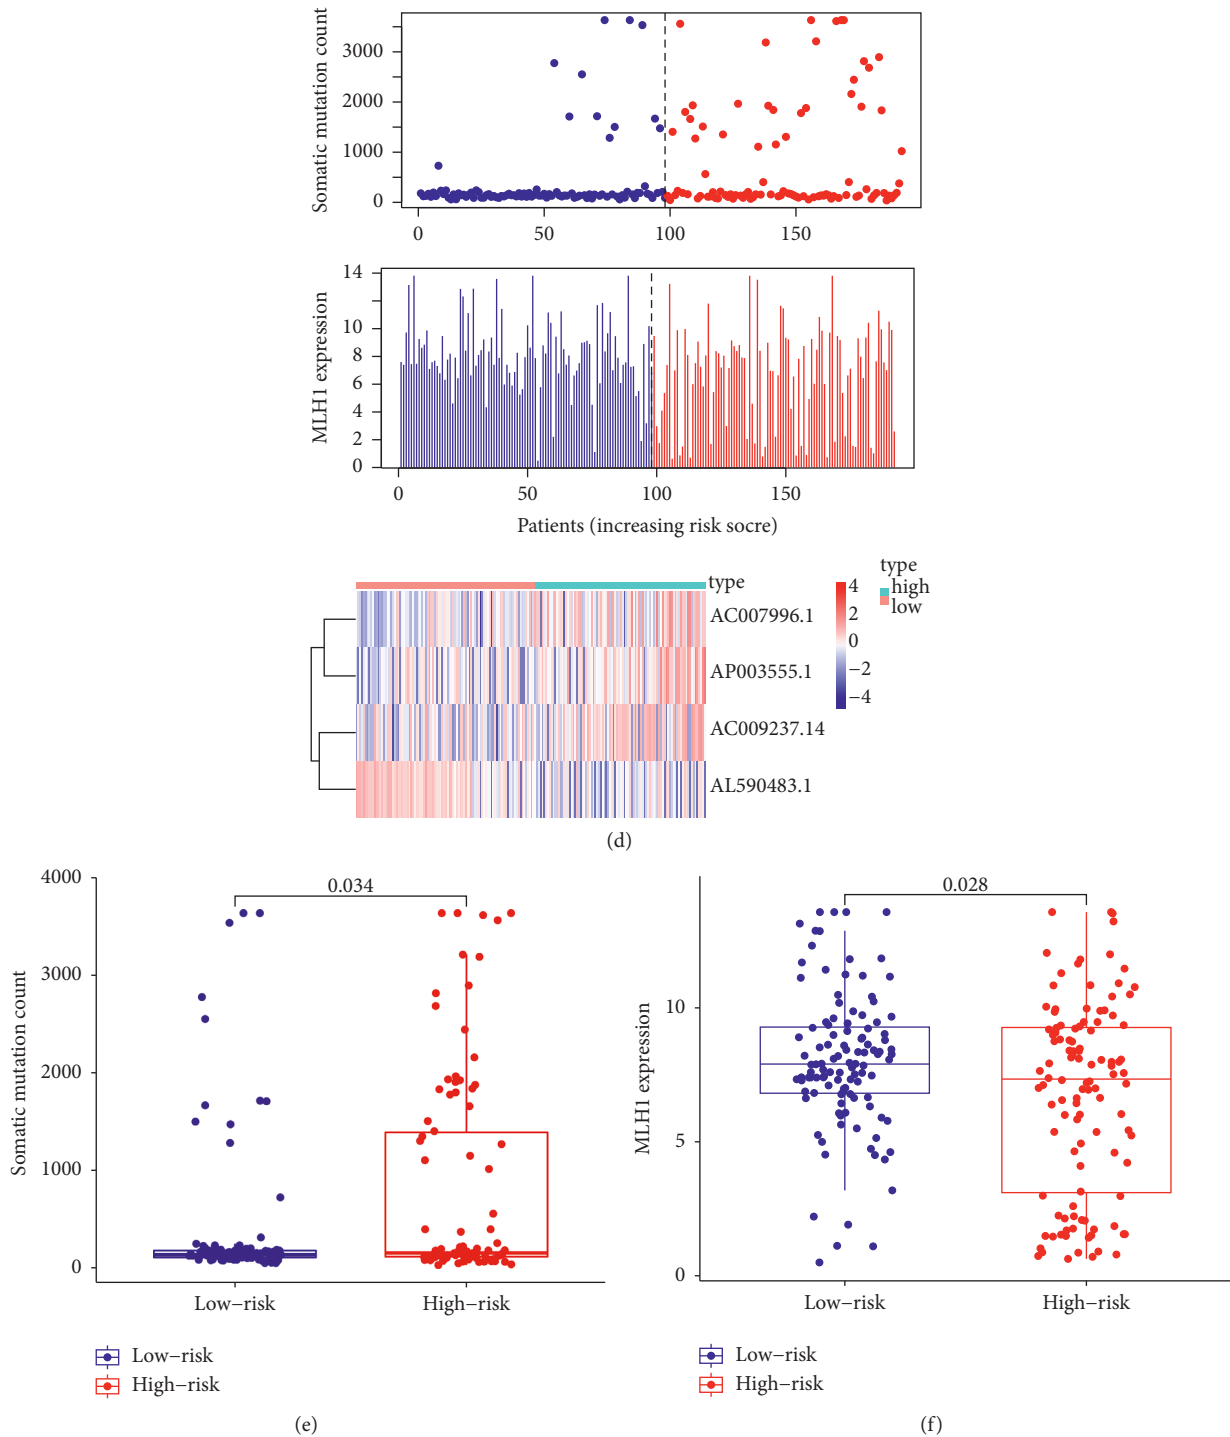 Somatic mutation count
3000
2000
1000
0
0 50 100 150
MLH1 expression
14
10
8
6
4
2
0
0 50 100 150
Patients (increasing risk socre)
type
AC007996.1
AP003555.1
AC009237.14
AL590483.1
4
2
0
−2
−4
type
high
low
(d)
Somatic mutation count
4000
3000
2000
1000
0
0.034
Low−risk High−risk
Low−risk
High−risk
(e)
MLH1 expression
10
5
0
0.028
Low−risk High−risk
Low−risk
High−risk
(f)